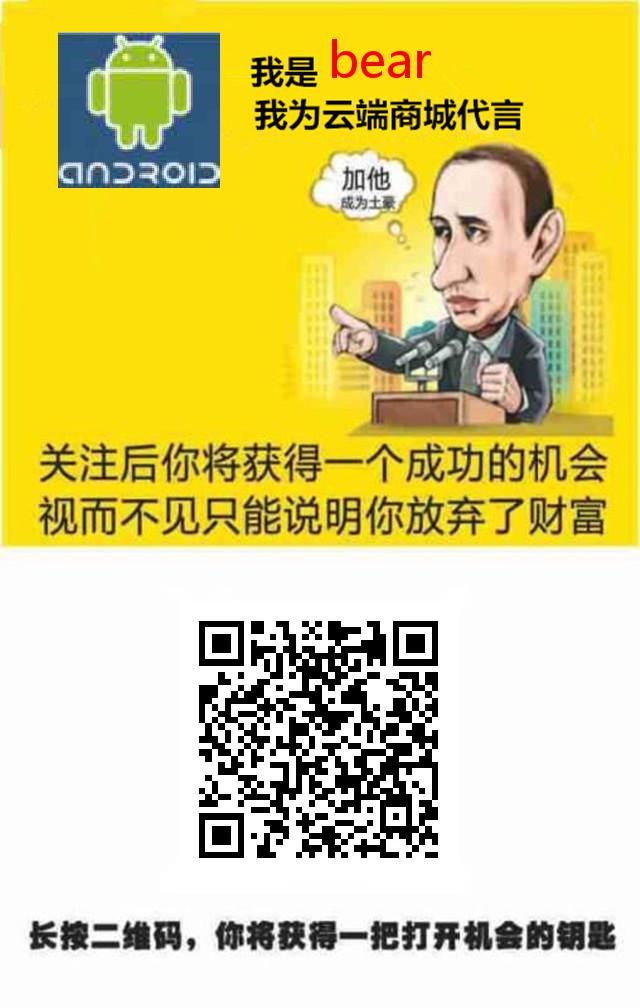 ANDROID
我是 bear
我为云端商城代言
加他
成为土豪
关注后你将获得一个成功的机会
视而不见只能说明你放弃了财富
长按二维码，你将获得一把打开机会的钥匙